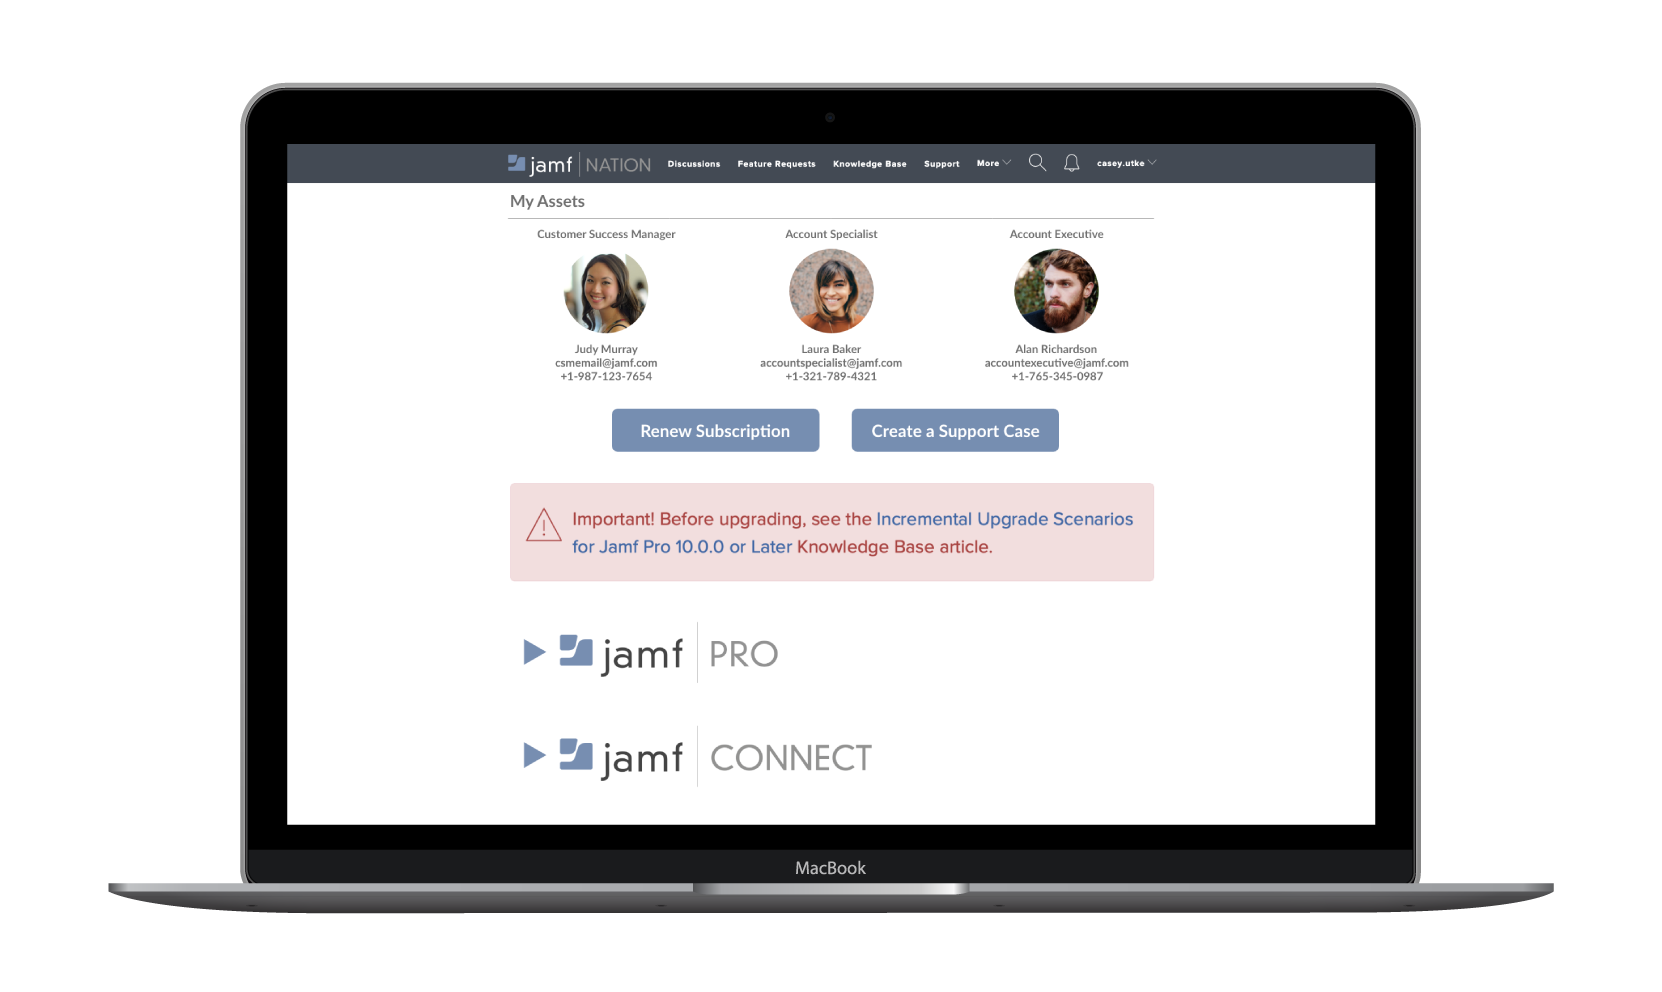 jamf NATION Discussions Feature Requests Knowledge Base Support More casey.utke
My Assets
Customer Success Manager Account Specialist Account Executive
Judy Murray Laura Baker Alan Richardson
csmemail@jamf.com accountspecialist@jamf.com accountexecutive@jamf.com
+1-987-123-7654 +1-321-789-4321 +1-765-345-0987
Renew Subscription Create a Support Case
Important! Before upgrading, see the Incremental Upgrade Scenarios
for Jamf Pro 10.0.0 or Later Knowledge Base article.
jamf PRO
jamf CONNECT
MacBook